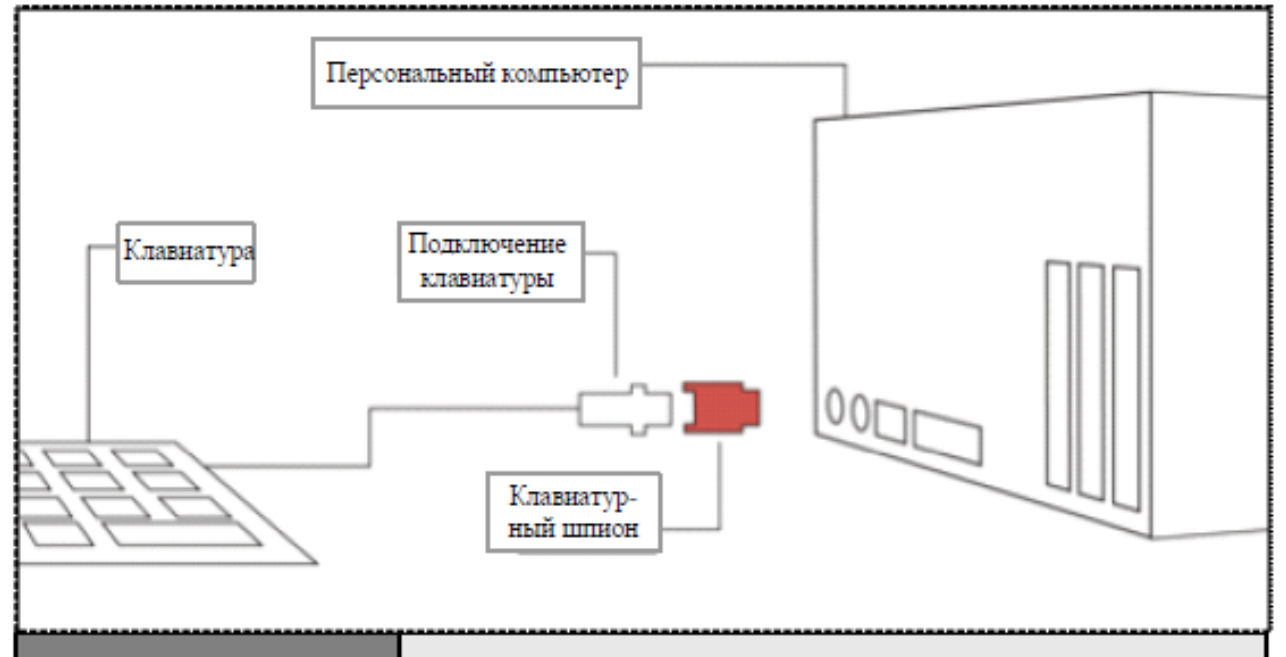 Персональный компьютер
Клавиатура
Подключение
клавиатуры
Клавиатур-
ный шпион